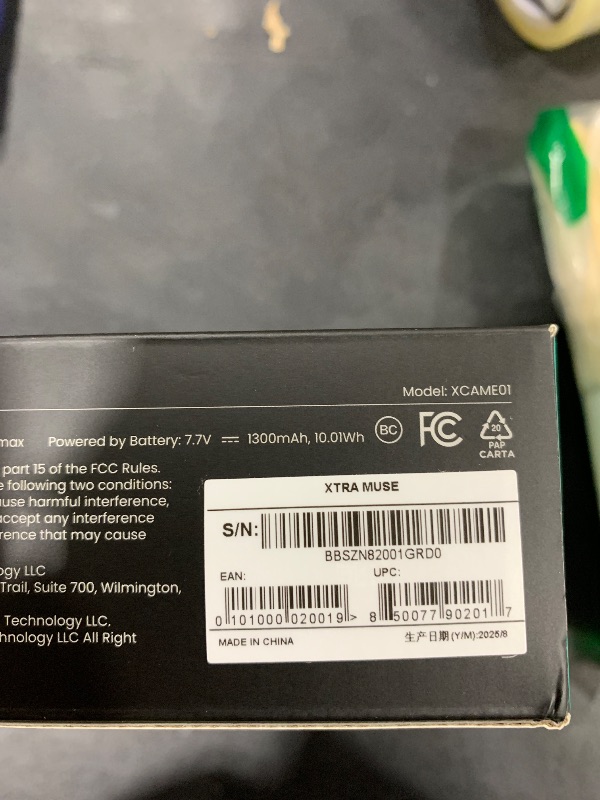 Model: XCAME01
max Powered by Battery: 7.7V ⎓ 1300mAh, 10.01Wh BC FC 20 PAP CARTA
part 15 of the FCC Rules.
e following two conditions:
use harmful interference,
accept any interference
rence that may cause
ogy LLC
Trail, Suite 700, Wilmington,
Technology LLC.
hnology LLC All Right
XTRA MUSE
S/N:
BBSZN82001GRD0
EAN: UPC:
0 101000 020019 > 8 50077 90201 7
MADE IN CHINA 生产日期(Y/M):2025/8